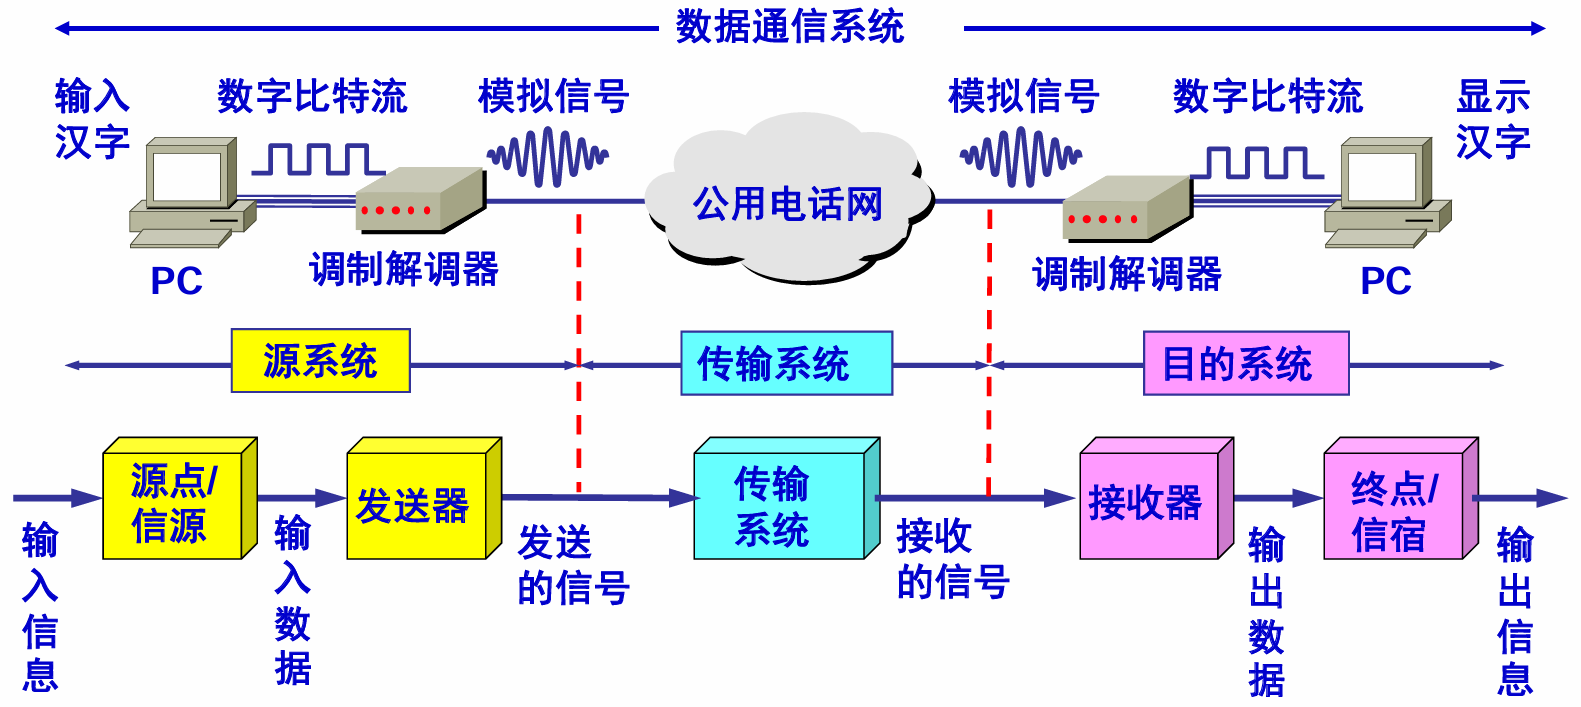 数据通信系统
输入
汉字
数字比特流
模拟信号
模拟信号
数字比特流
显示
汉字
公用电话网
PC
调制解调器
调制解调器
PC
源系统
传输系统
目的系统
源点/
信源
发送器
传输
系统
接收器
终点/
信宿
输入信息
输入数据
发送
的信号
接收
的信号
输出数据
输出信息